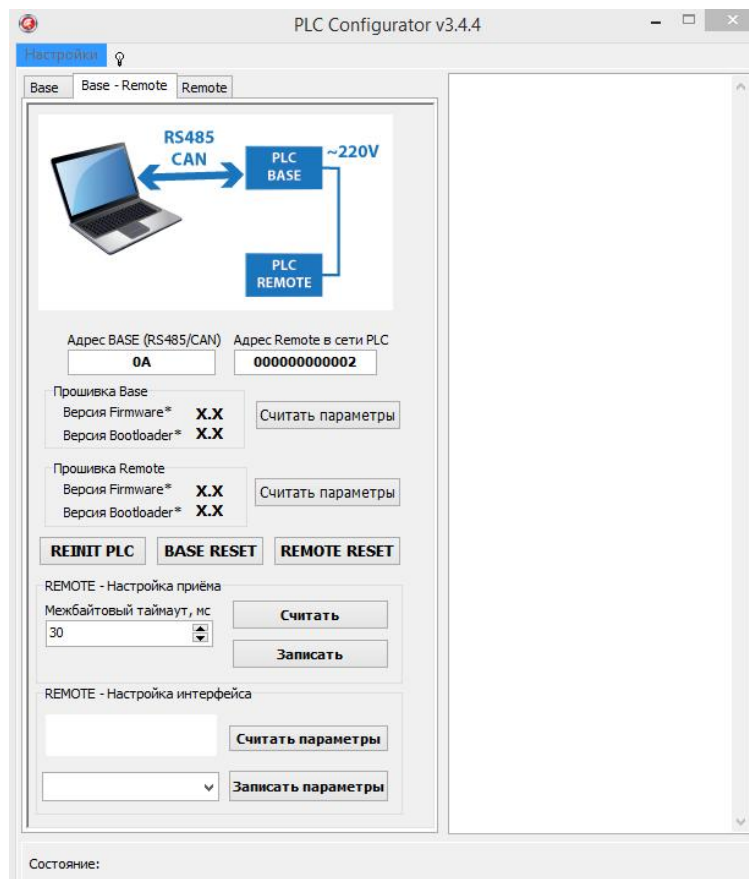 PLC Configurator v3.4.4
Настройки
Base Base - Remote Remote
RS485
CAN
PLC
BASE
~220V
PLC
REMOTE
Адрес BASE (RS485/CAN) Адрес Remote в сети PLC
0A 000000000002
Прошивка Base
Версия Firmware* X.X
Считать параметры
Версия Bootloader* X.X
Прошивка Remote
Версия Firmware* X.X
Считать параметры
Версия Bootloader* X.X
REINIT PLC BASE RESET REMOTE RESET
REMOTE - Настройка приёма
Межбайтовый таймаут, мс
Считать
30
Записать
REMOTE - Настройка интерфейса
Считать параметры
Записать параметры
Состояние: